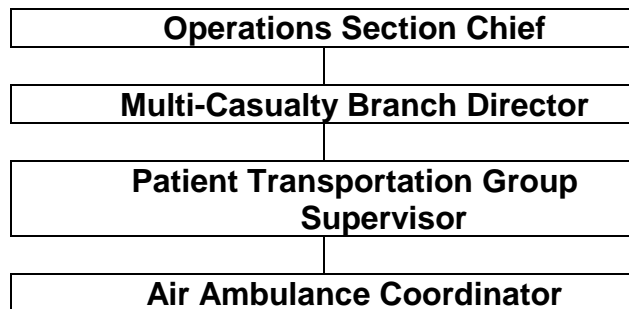 Operations Section Chief
Multi-Casualty Branch Director
Patient Transportation Group
Supervisor
Air Ambulance Coordinator